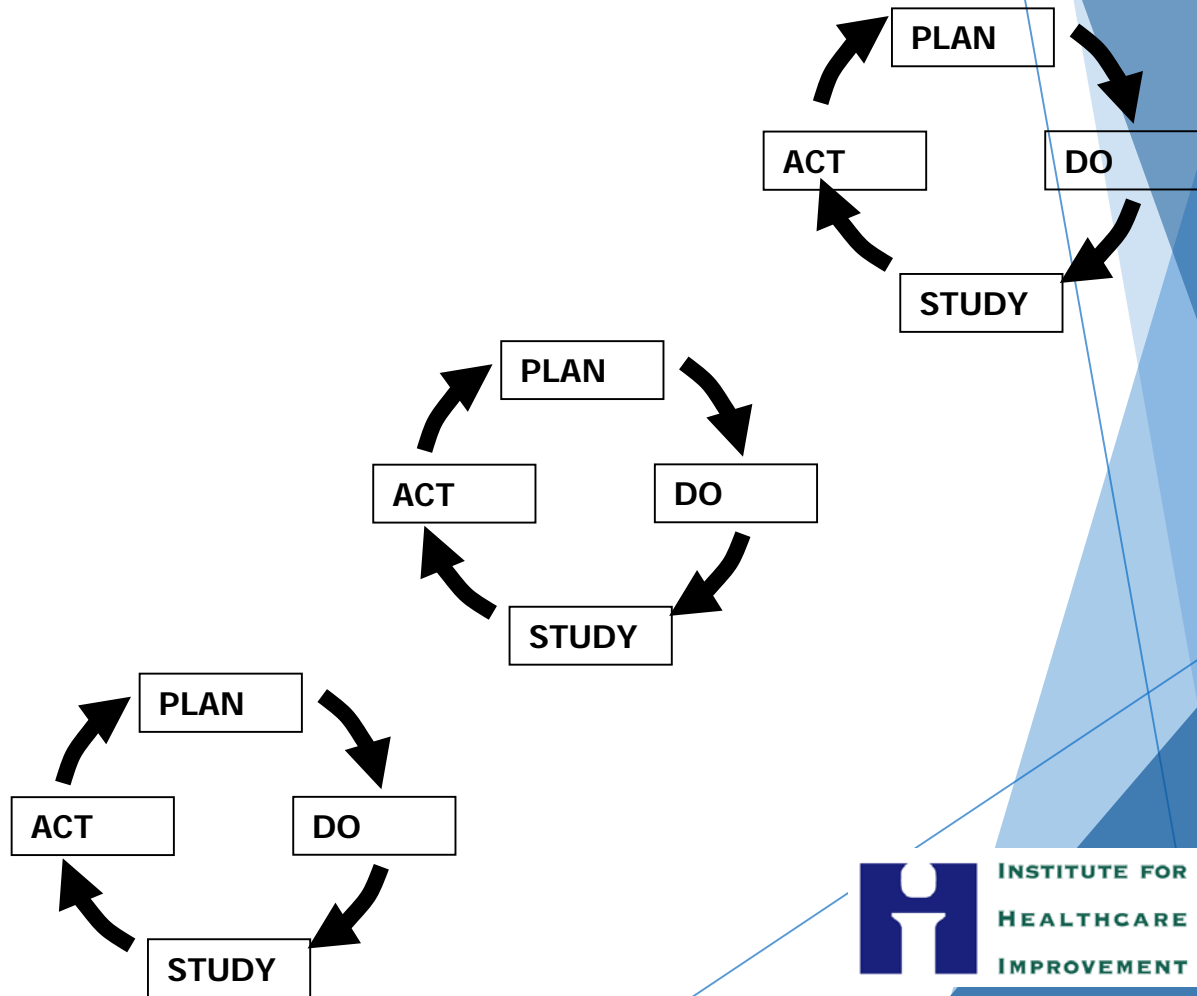 PLAN
ACT
DO
STUDY
PLAN
ACT
DO
STUDY
PLAN
ACT
DO
STUDY
INSTITUTE FOR
HEALTHCARE
IMPROVEMENT